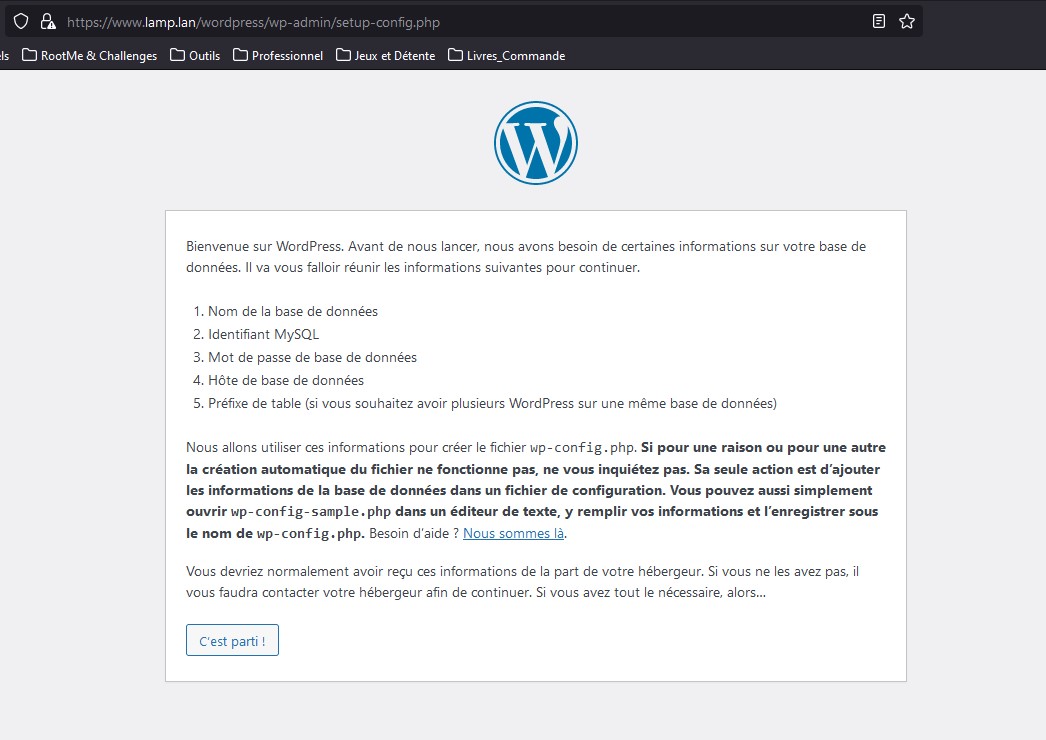 https://www.lamp.lan/wordpress/wp-admin/setup-config.php
els RootMe & Challenges Outils Professionnel Jeux et Détente Livres_Commande
Bienvenue sur WordPress. Avant de nous lancer, nous avons besoin de certaines informations sur votre base de
données. Il va vous falloir réunir les informations suivantes pour continuer.
1. Nom de la base de données
2. Identifiant MySQL
3. Mot de passe de base de données
4. Hôte de base de données
5. Préfixe de table (si vous souhaitez avoir plusieurs WordPress sur une même base de données)
Nous allons utiliser ces informations pour créer le fichier wp-config.php. Si pour une raison ou pour une autre
la création automatique du fichier ne fonctionne pas, ne vous inquiétez pas. Sa seule action est d’ajouter
les informations de la base de données dans un fichier de configuration. Vous pouvez aussi simplement
ouvrir wp-config-sample.php dans un éditeur de texte, y remplir vos informations et l’enregistrer sous
le nom de wp-config.php. Besoin d’aide ? Nous sommes là.
Vous devriez normalement avoir reçu ces informations de la part de votre hébergeur. Si vous ne les avez pas, il
vous faudra contacter votre hébergeur afin de continuer. Si vous avez tout le nécessaire, alors…
C’est parti !